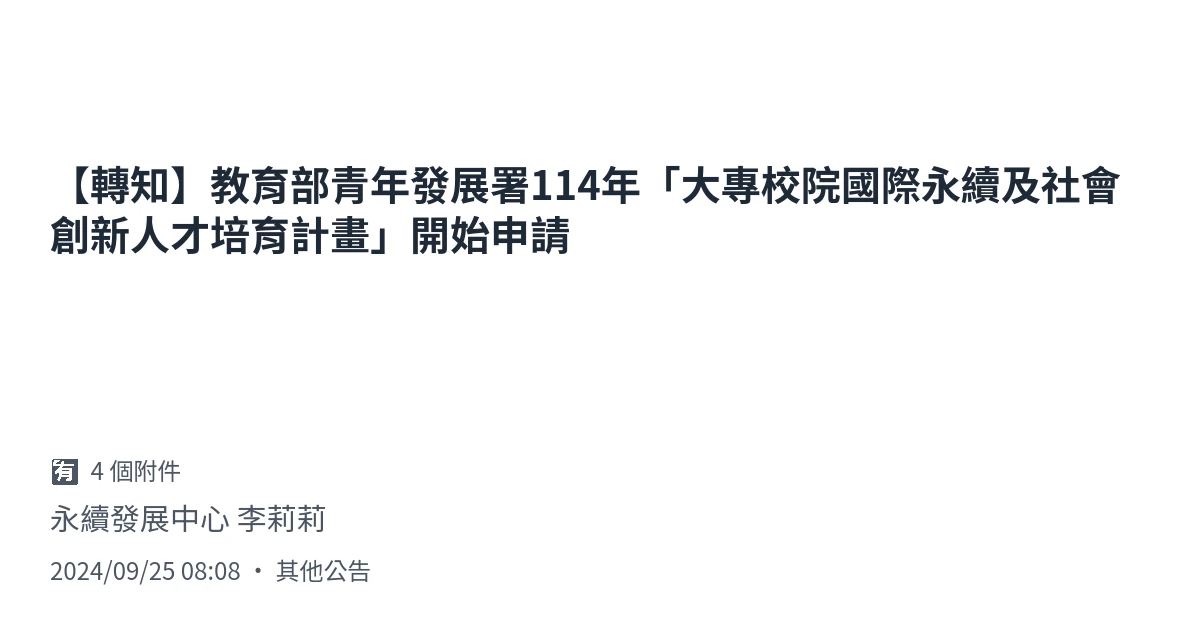 【轉知】教育部青年發展署114年「大專校院國際永續及社會
創新人才培育計畫」開始申請
🈶 4 個附件
永續發展中心 李莉莉
2024/09/25 08:08 • 其他公告